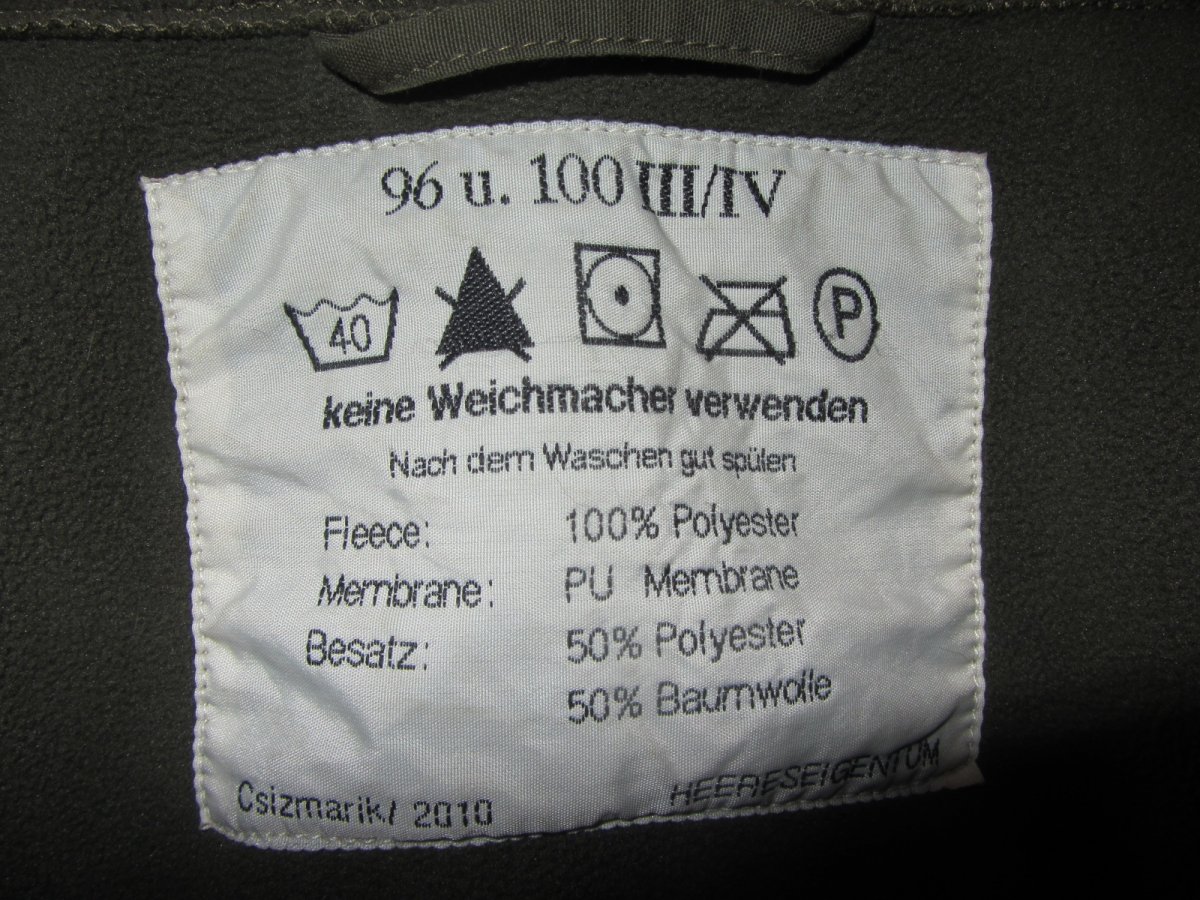 96 u. 100 III/IV
40 P
keine Weichmacher verwenden
Nach dem Waschen gut spülen
Fleece: 100% Polyester
Membrane: PU Membrane
Besatz: 50% Polyester
50% Baumwolle
Csizmarik/ 2010 HEERESEIGENTUM